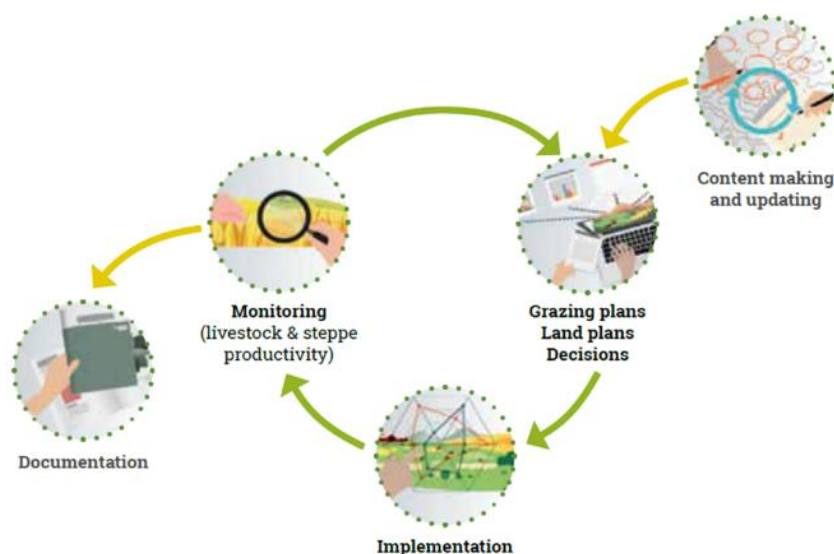 Content making
and updating
Monitoring
(livestock & steppe
productivity)
Grazing plans
Land plans
Decisions
Documentation
Implementation